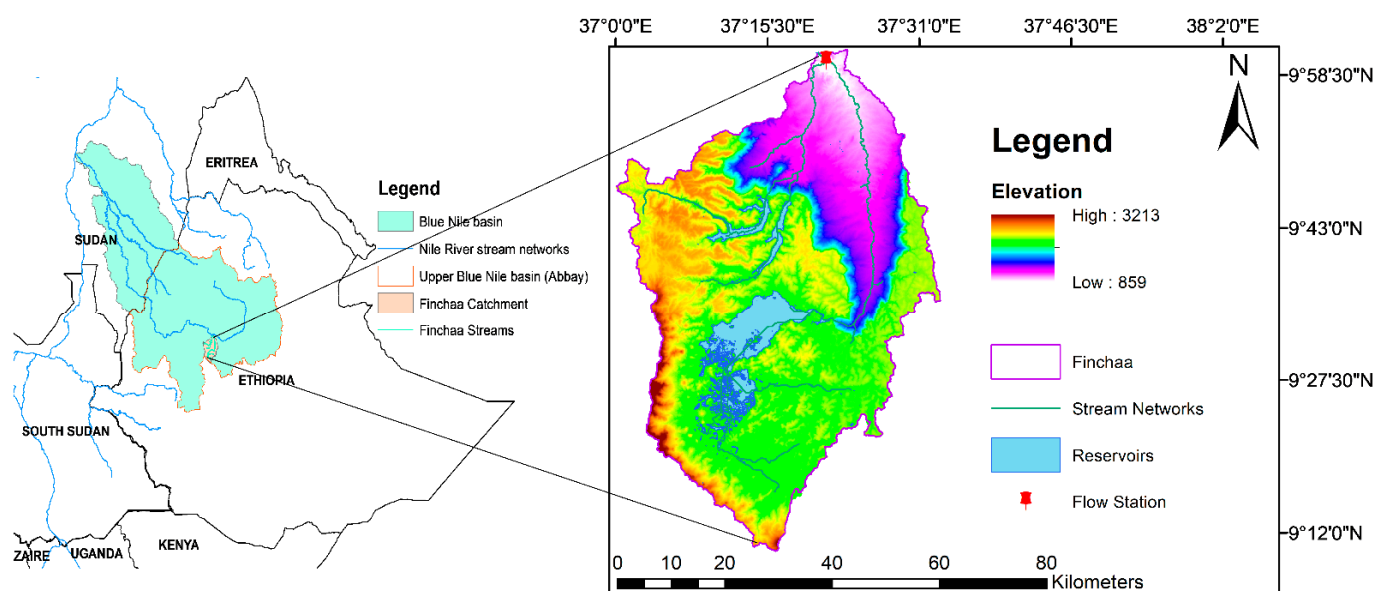 ERITREA
SUDAN
ETHIOPIA
SOUTH SUDAN
ZAIRE
UGANDA
KENYA
Legend
Blue Nile basin
Nile River stream networks
Upper Blue Nile basin (Abbay)
Finchaa Catchment
Finchaa Streams
37°0'0"E 37°15'30"E 37°31'0"E 37°46'30"E 38°2'0"E
9°58'30"N
9°43'0"N
9°27'30"N
9°12'0"N
N
Legend
Elevation
High : 3213
Low : 859
Finchaa
Stream Networks
Reservoirs
Flow Station
0 10 20 40 60 80
Kilometers